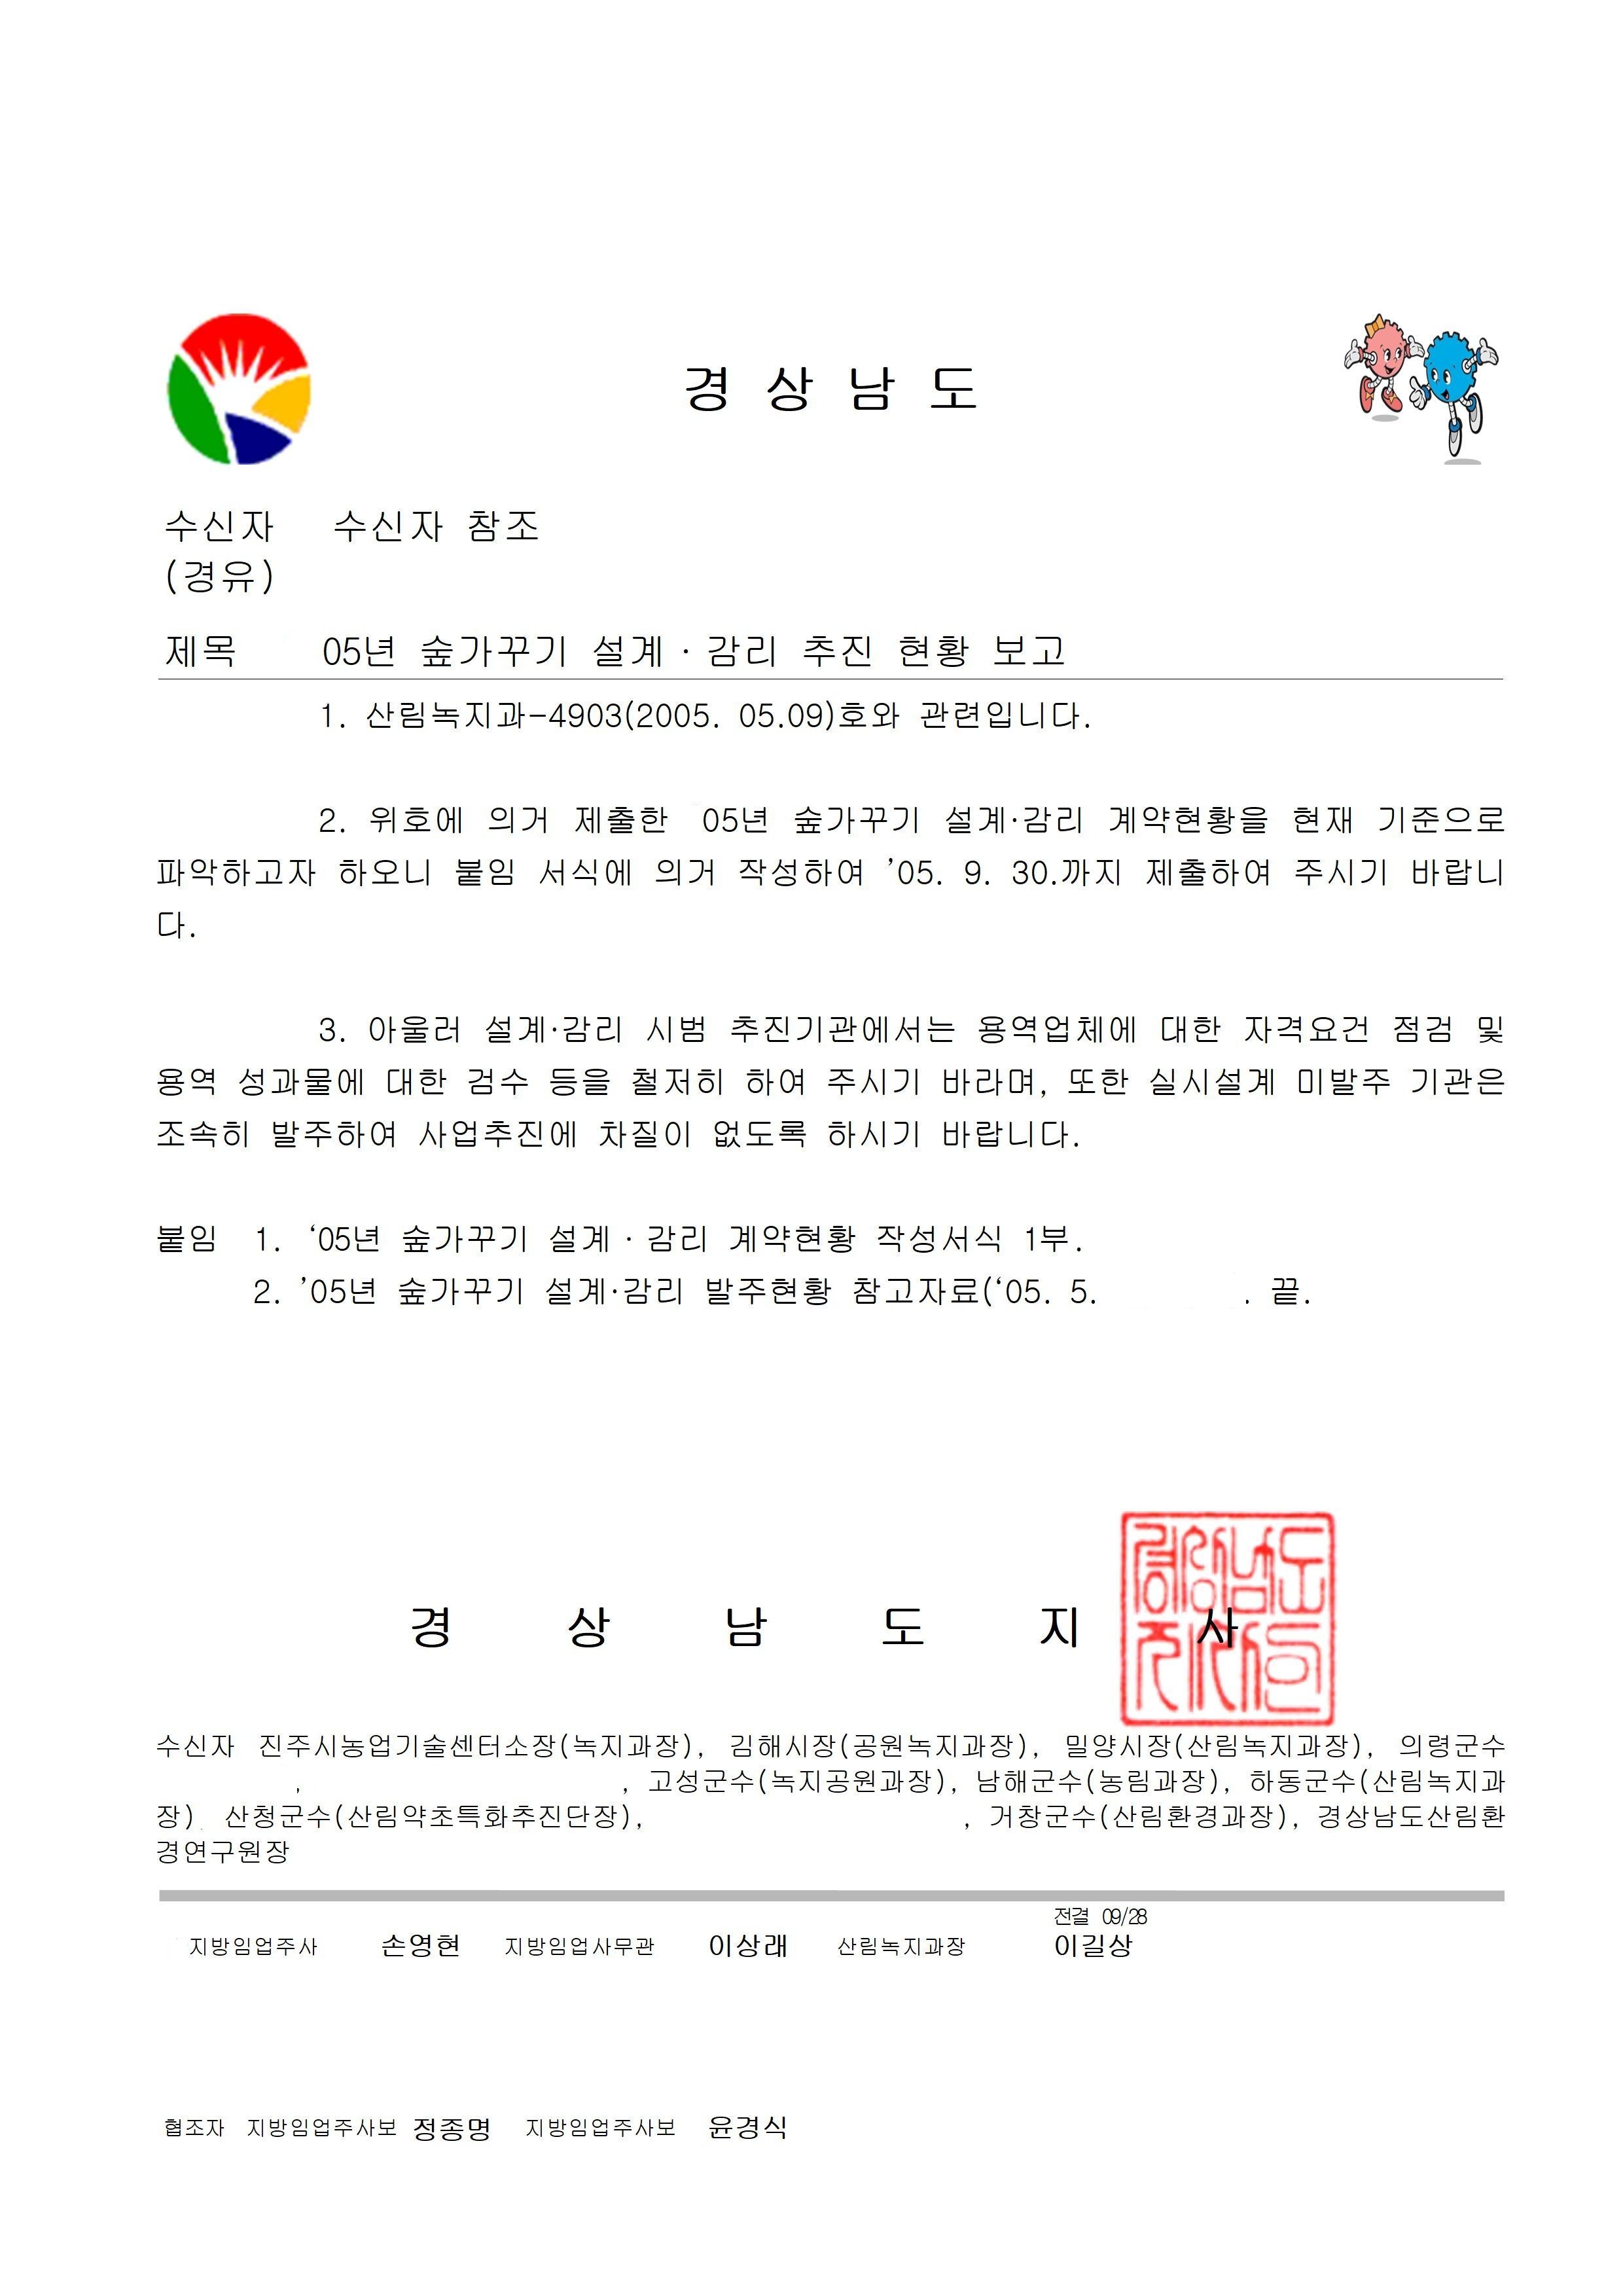 경 상 남 도
수신자 수신자 참조
(경유)
제목 05년 숲가꾸기 설계·감리 추진 현황 보고
1. 산림녹지과-4903(2005. 05.09)호와 관련입니다.
2. 위호에 의거 제출한 05년 숲가꾸기 설계·감리 계약현황을 현재 기준으로
파악하고자 하오니 붙임 서식에 의거 작성하여 ’05. 9. 30.까지 제출하여 주시기 바랍니
다.
3. 아울러 설계·감리 시범 추진기관에서는 용역업체에 대한 자격요건 점검 및
용역 성과물에 대한 검수 등을 철저히 하여 주시기 바라며, 또한 실시설계 미발주 기관은
조속히 발주하여 사업추진에 차질이 없도록 하시기 바랍니다.
붙임 1. ‘05년 숲가꾸기 설계·감리 계약현황 작성서식 1부.
2. ’05년 숲가꾸기 설계·감리 발주현황 참고자료(‘05. 5. . 끝.
경 상 남 도 지 사
수신자 진주시농업기술센터소장(녹지과장), 김해시장(공원녹지과장), 밀양시장(산림녹지과장), 의령군수
, , 고성군수(녹지공원과장), 남해군수(농림과장), 하동군수(산림녹지과
장) 산청군수(산림약초특화추진단장), , 거창군수(산림환경과장), 경상남도산림환
경연구원장
전결 09/28
지방임업주사 손영현 지방임업사무관 이상래 산림녹지과장 이길상
협조자 지방임업주사보 정종명 지방임업주사보 윤경식